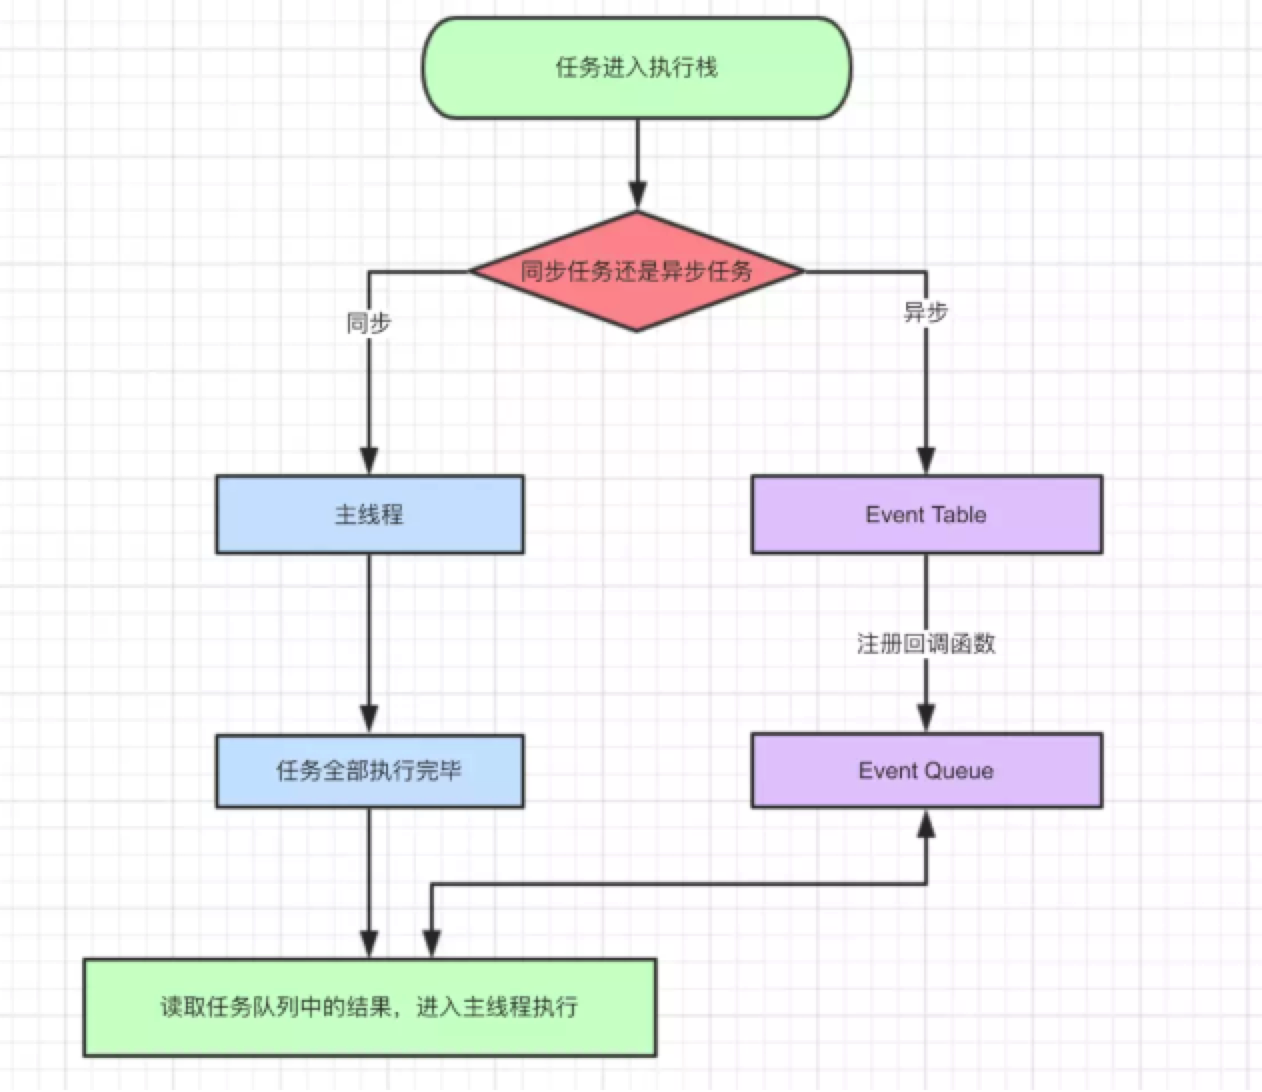 任务进入执行栈
同步任务还是异步任务
同步
异步
主线程
Event Table
注册回调函数
任务全部执行完毕
Event Queue
读取任务队列中的结果，进入主线程执行